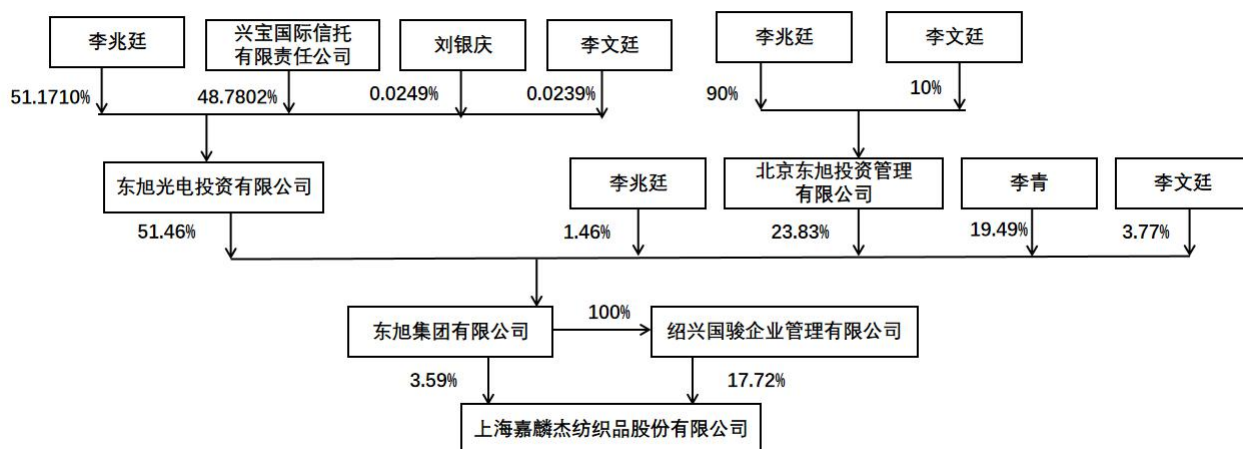 李兆廷
兴宝国际信托
有限责任公司
刘银庆
李文廷
李兆廷
李文廷
51.1710%
48.7802%
0.0249%
0.0239%
90%
10%
东旭光电投资有限公司
李兆廷
北京东旭投资管理
有限公司
李青
李文廷
51.46%
1.46%
23.83%
19.49%
3.77%
东旭集团有限公司
100%
绍兴国骏企业管理有限公司
3.59%
17.72%
上海嘉麟杰纺织品股份有限公司